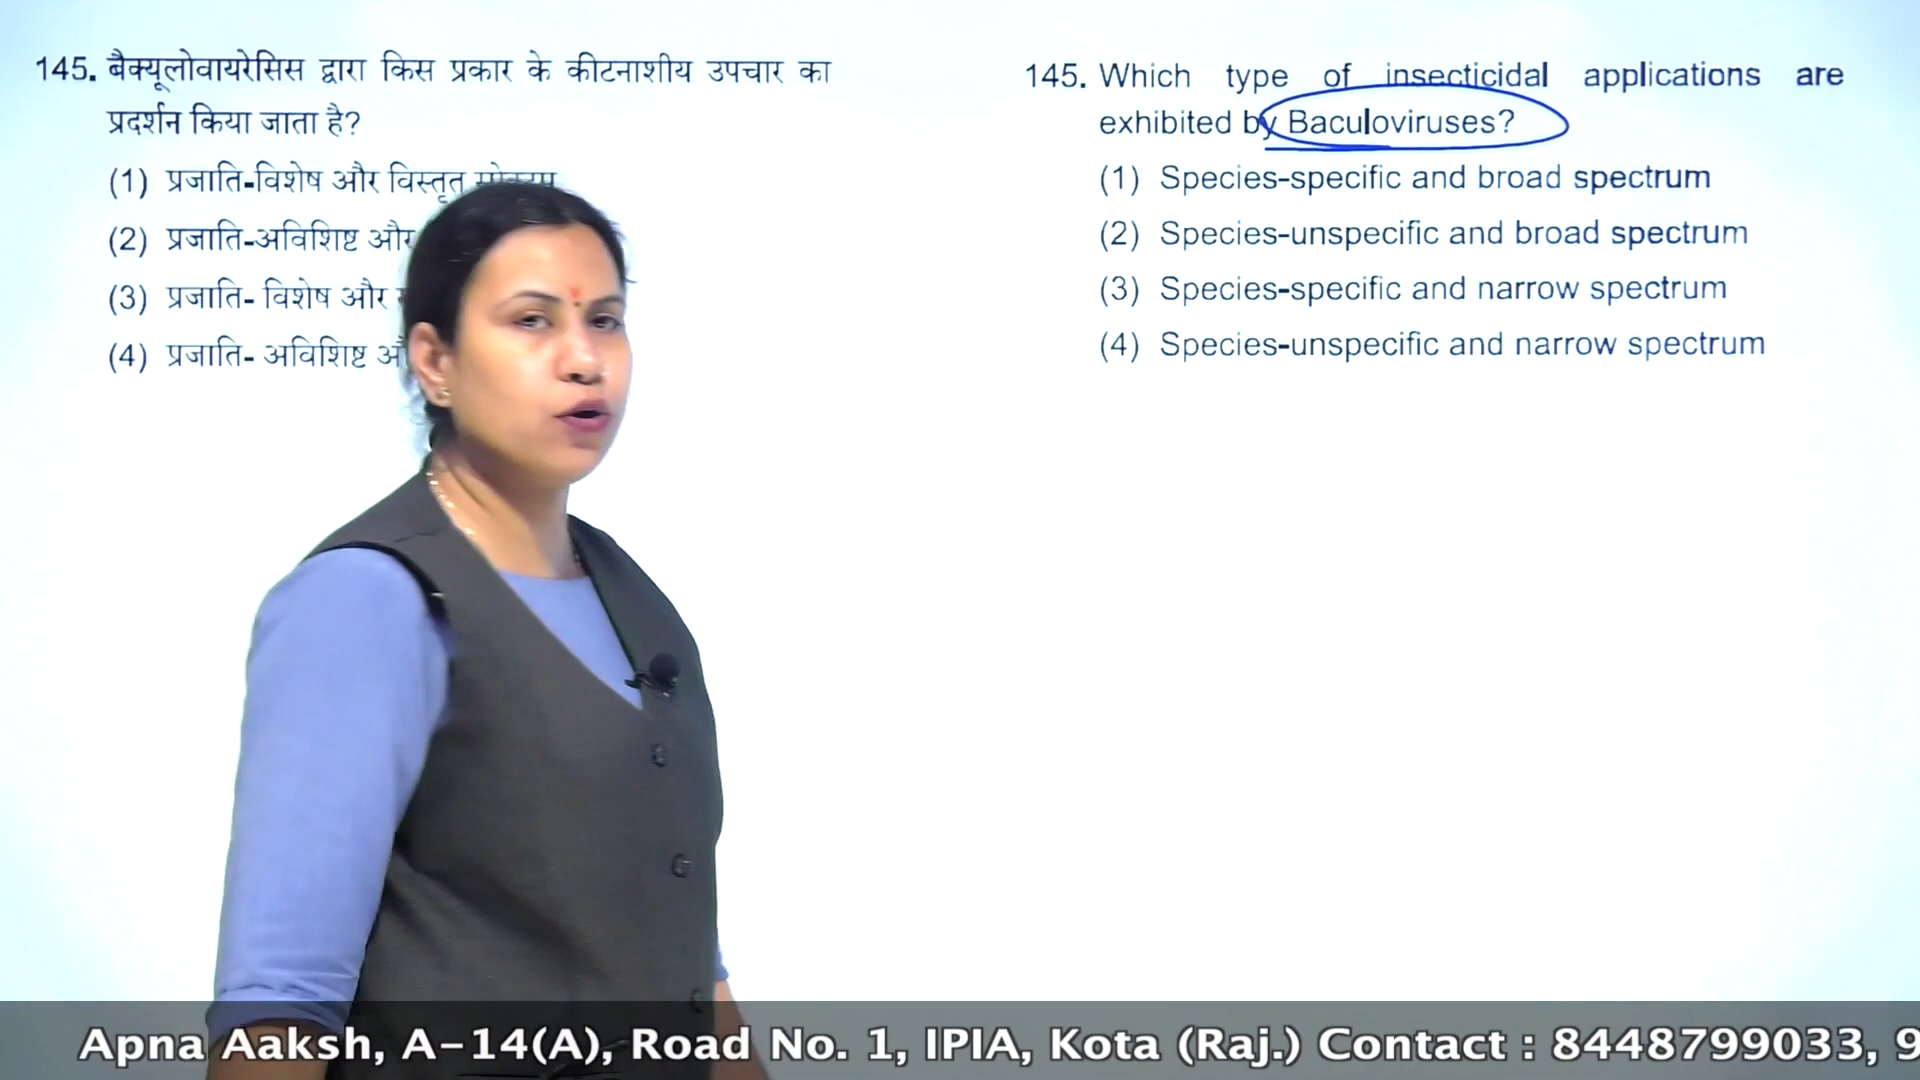 145. बैक्यूलोवायरेसिस द्वारा किस प्रकार के कीटनाशीय उपचार का
प्रदर्शन किया जाता है?
(1) प्रजाति-विशेष और विस्तृत
(2) प्रजाति-अविशिष्ट और
(3) प्रजाति- विशेष और
(4) प्रजाति- अविशिष्ट
145. Which type of insecticidal applications are
exhibited by Baculoviruses?
(1) Species-specific and broad spectrum
(2) Species-unspecific and broad spectrum
(3) Species-specific and narrow spectrum
(4) Species-unspecific and narrow spectrum
Apna Aaksh, A-14(A), Road No. 1, IPIA, Kota (Raj.) Contact : 8448799033, 9